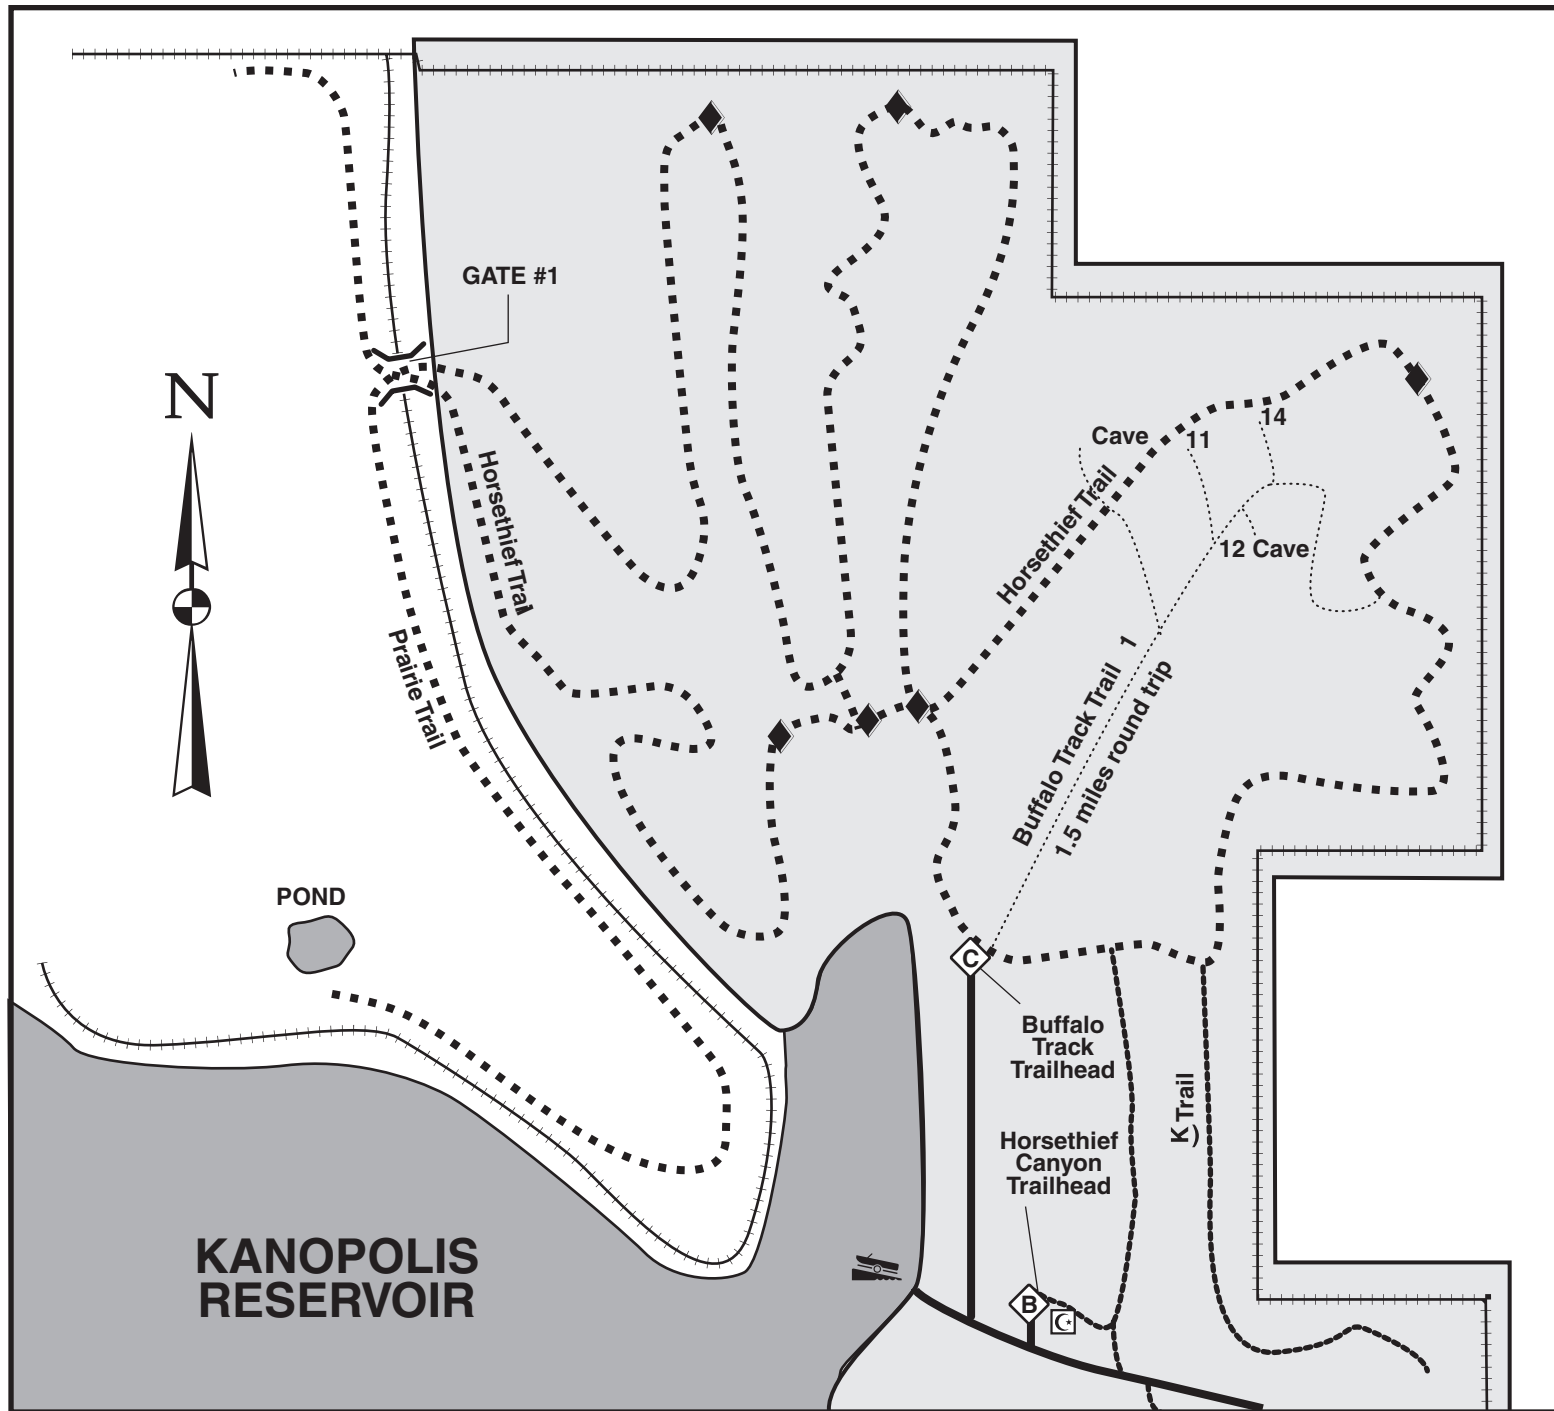 GATE #1
N
Cave
14
11
Horsethief Trail
Horsethief Trail
12 Cave
Prairie Trail
Buffalo Track Trail 1
1.5 miles round trip
POND
C
Buffalo
Track
Trailhead
K Trail
)
Horsethief
Canyon
Trailhead
KANOPOLIS
RESERVOIR
B